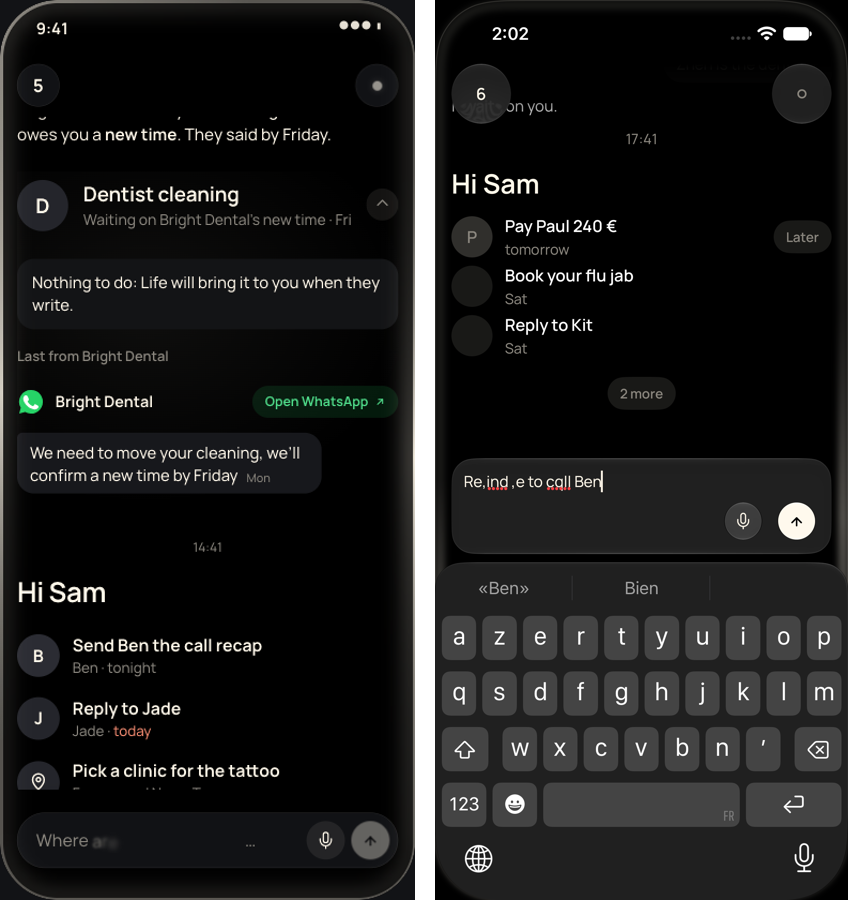 9:41
5
owes you a new time. They said by Friday.
D
Dentist cleaning
Waiting on Bright Dental's new time · Fri
Nothing to do: Life will bring it to you when they
write.
Last from Bright Dental
Bright Dental
Open WhatsApp ↗
We need to move your cleaning, we'll
confirm a new time by Friday Mon
14:41
Hi Sam
B
Send Ben the call recap
Ben · tonight
J
Reply to Jade
Jade · today
Pick a clinic for the tattoo
Where
...
2:02
6
on you.
17:41
Hi Sam
P
Pay Paul 240 €
tomorrow
Later
Book your flu jab
Sat
Reply to Kit
Sat
2 more
Re,ind ,e to cqll Ben
«Ben» Bien
a z e r t y u i o p
q s d f g h j k l m
w x c v b n ’
123
FR